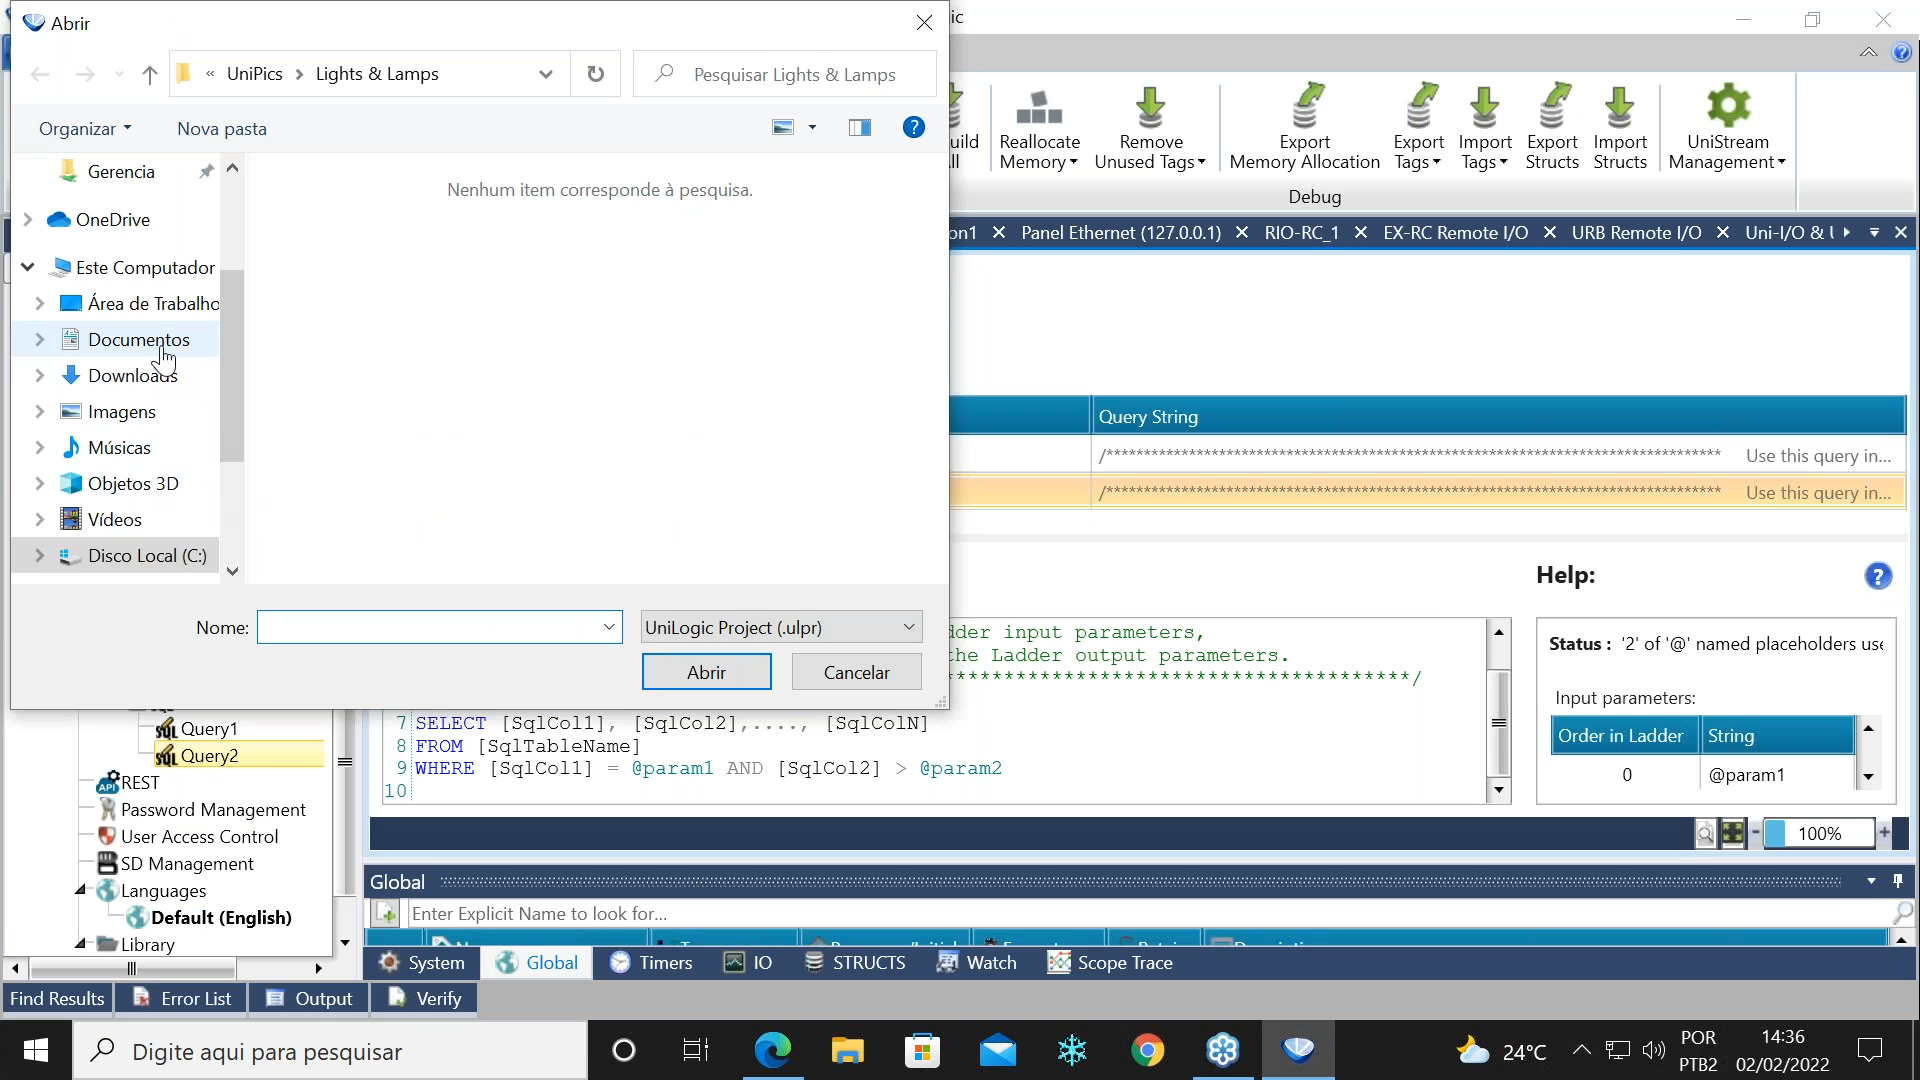 Abrir
ic
« UniPics > Lights & Lamps
Pesquisar Lights & Lamps
Organizar
Nova pasta
Gerencia
OneDrive
Este Computador
Área de Trabalho
Documentos
Downloads
Imagens
Músicas
Objetos 3D
Vídeos
Disco Local (C:)
Nenhum item corresponde à pesquisa.
Nome:
UniLogic Project (.ulpr)
Abrir
Cancelar
Reallocate Memory
Remove Unused Tags
Export Memory Allocation
Export Tags
Import Tags
Export Structs
Import Structs
UniStream Management
Debug
on1
Panel Ethernet (127.0.0.1)
RIO-RC_1
EX-RC Remote I/O
URB Remote I/O
Query String
Use this query in...
Use this query in...
Help:
dder input parameters,
the Ladder output parameters.
7 SELECT [SqlCol1], [SqlCol2],...., [SqlColN]
8 FROM [SqlTableName]
9 WHERE [SqlCol1] = @param1 AND [SqlCol2] > @param2
10
Status : '2' of '@' named placeholders use
Input parameters:
Order in Ladder String
0 @param1
Query1
Query2
REST
Password Management
User Access Control
SD Management
Languages
Default (English)
Library
100%
Global
Enter Explicit Name to look for...
System
Global
Timers
IO
STRUCTS
Watch
Scope Trace
Find Results
Error List
Output
Verify
Digite aqui para pesquisar
24°C
POR
PTB2
14:36
02/02/2022